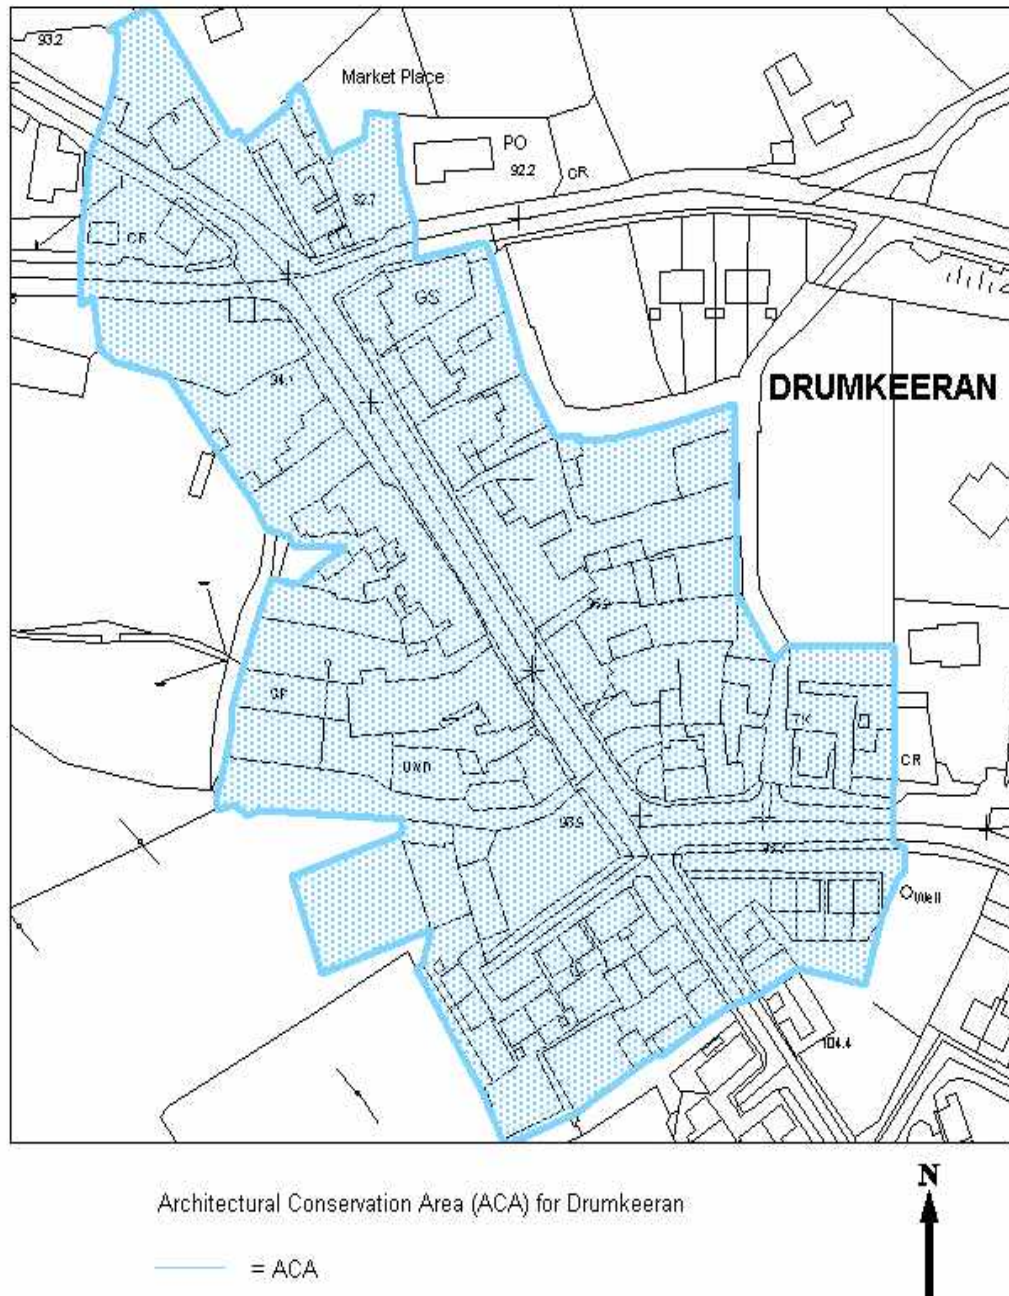 93.2
Market Place
PO
92.2
CR
92.7
CR
GS
94.1
DRUMKEERAN
GP
TK
CR
98.9
Well
104.4
Architectural Conservation Area (ACA) for Drumkeeran
= ACA
N